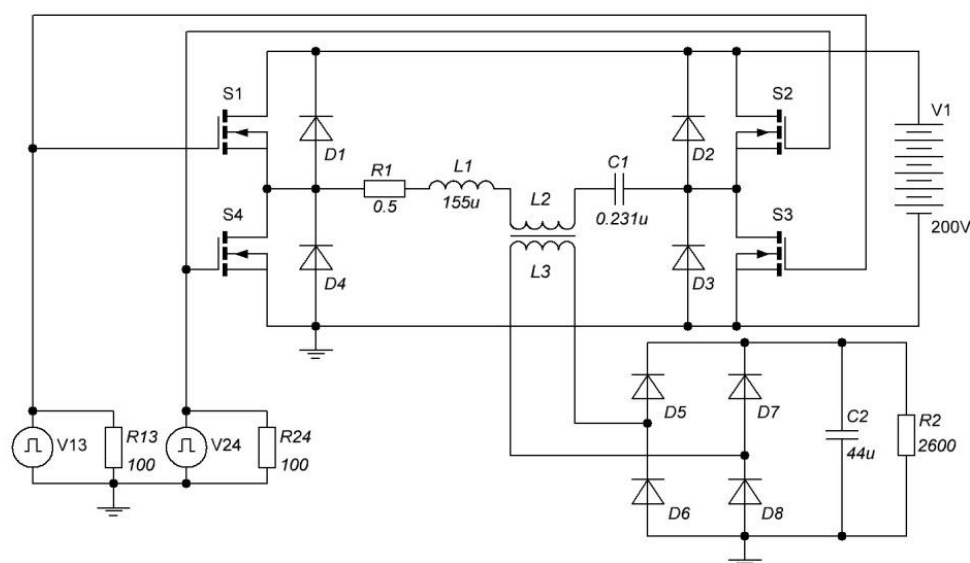 S1
S2
V1
D1
D2
R1
L1
C1
L2
0.5
155u
0.231u
S4
S3
200V
L3
D4
D3
D5
D7
C2
R2
V13
R13
V24
R24
44u
2600
100
100
D6
D8